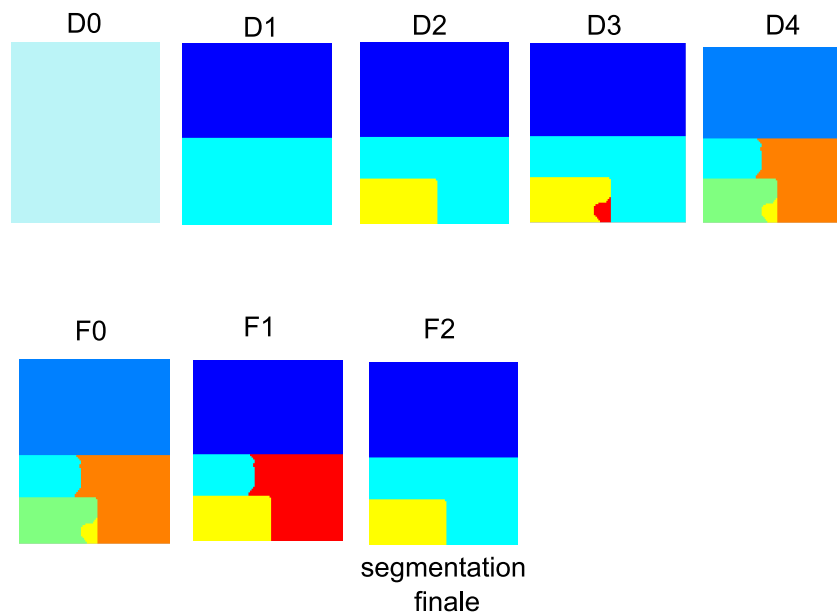 D0
D1
D2
D3
D4
F0
F1
F2
segmentation
finale